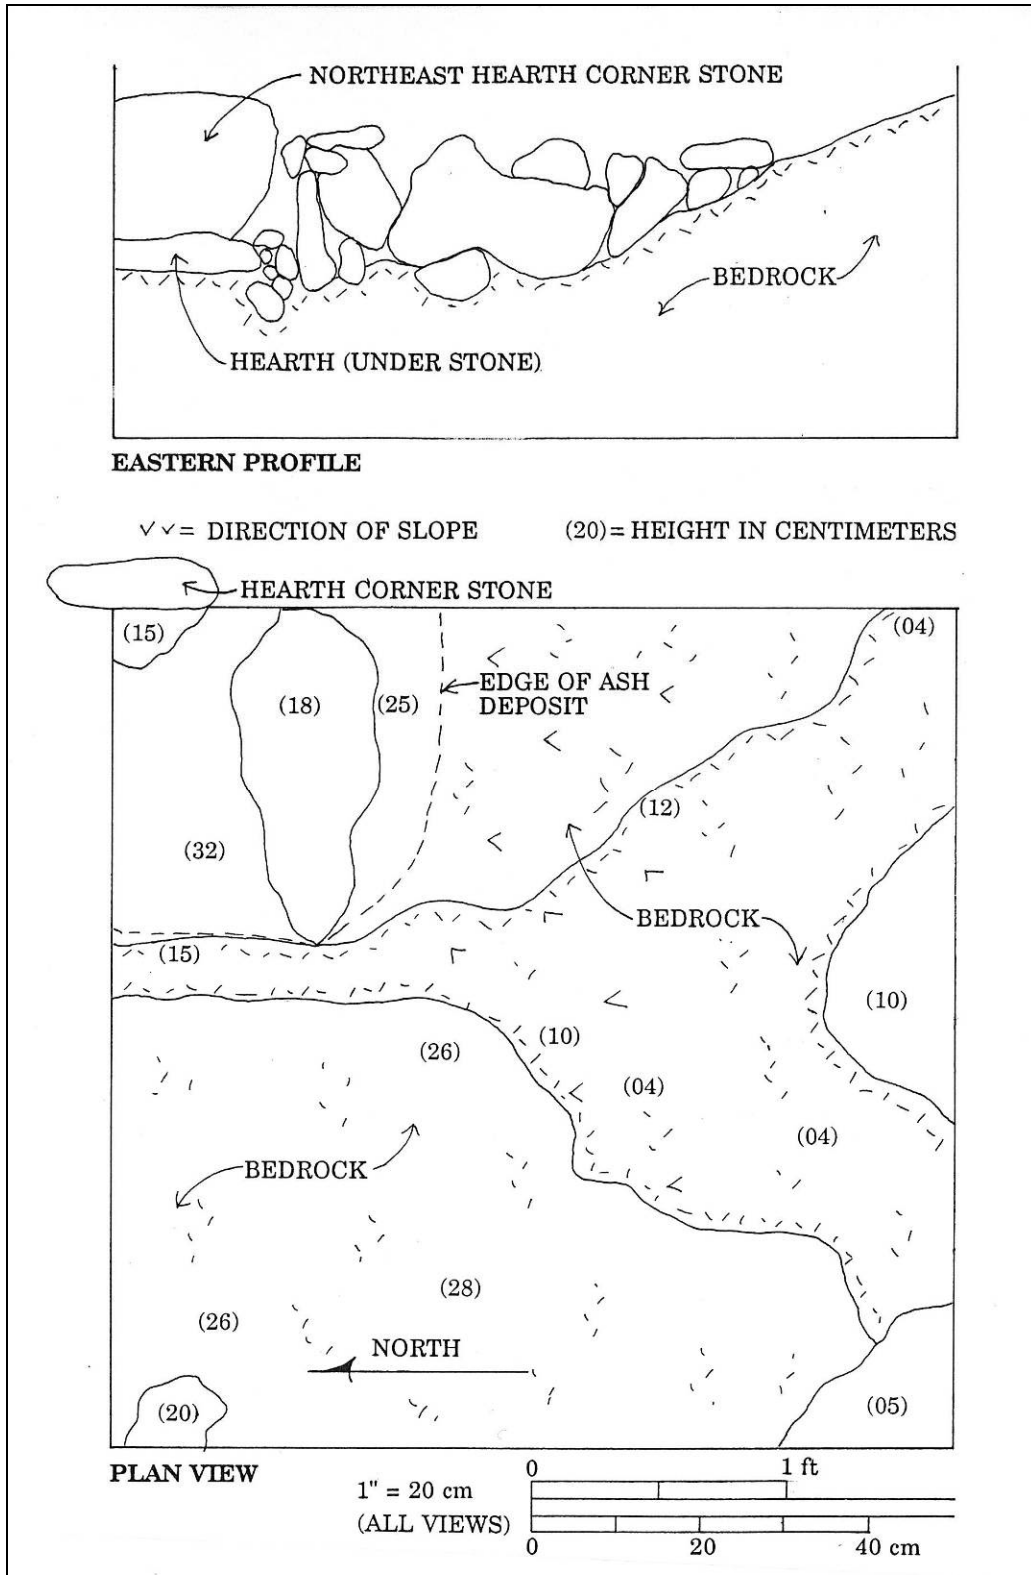 NORTHEAST HEARTH CORNER STONE
BEDROCK
HEARTH (UNDER STONE)
EASTERN PROFILE
= DIRECTION OF SLOPE (20) = HEIGHT IN CENTIMETERS
HEARTH CORNER STONE
(15)
(04)
EDGE OF ASH
DEPOSIT
(18)
(25)
(12)
(32)
BEDROCK
(15)
(10)
(26)
(10)
(04)
(04)
BEDROCK
(28)
(26)
NORTH
(20)
(05)
PLAN VIEW
0 1 ft
1" = 20 cm
(ALL VIEWS)
0 20 40 cm